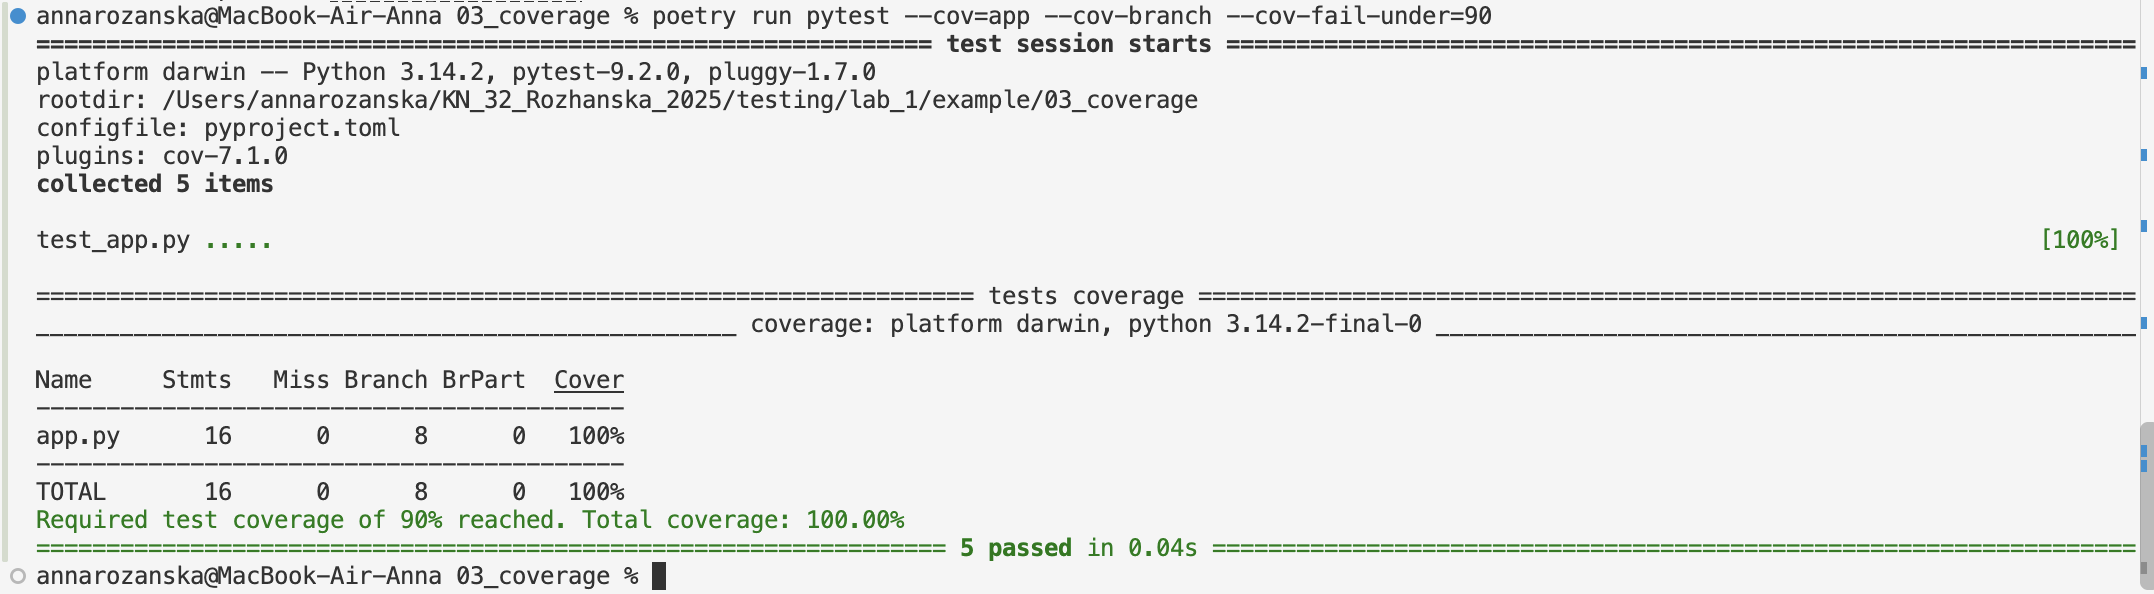 annarozanska@MacBook-Air-Anna 03_coverage % poetry run pytest --cov=app --cov-branch --cov-fail-under=90
================================================================ test session starts =================================================================
platform darwin -- Python 3.14.2, pytest-9.2.0, pluggy-1.7.0
rootdir: /Users/annarozanska/KN_32_Rozhanska_2025/testing/lab_1/example/03_coverage
configfile: pyproject.toml
plugins: cov-7.1.0
collected 5 items
test_app.py ..... [100%]
=================================================================== tests coverage ===================================================================
__________________________________________________ coverage: platform darwin, python 3.14.2-final-0 __________________________________________________
Name     Stmts   Miss Branch BrPart  Cover
------------------------------------------
app.py      16      0      8      0   100%
------------------------------------------
TOTAL       16      0      8      0   100%
Required test coverage of 90% reached. Total coverage: 100.00%
================================================================= 5 passed in 0.04s ==================================================================
annarozanska@MacBook-Air-Anna 03_coverage %